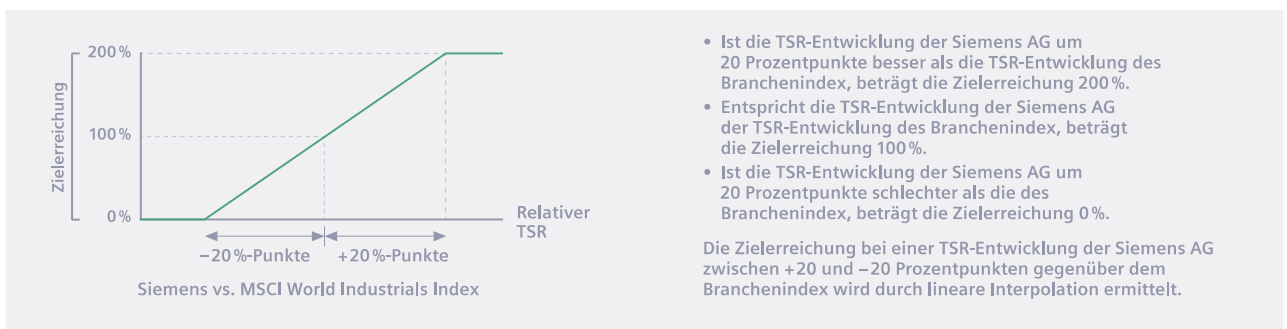 200 %
100 %
0 %
Zielerreichung
Relativer
TSR
−20 %-Punkte
+20 %-Punkte
Siemens vs. MSCI World Industrials Index
• Ist die TSR-Entwicklung der Siemens AG um
20 Prozentpunkte besser als die TSR-Entwicklung des
Branchenindex, beträgt die Zielerreichung 200 %.
• Entspricht die TSR-Entwicklung der Siemens AG
der TSR-Entwicklung des Branchenindex, beträgt
die Zielerreichung 100 %.
• Ist die TSR-Entwicklung der Siemens AG um
20 Prozentpunkte schlechter als die des
Branchenindex, beträgt die Zielerreichung 0 %.
Die Zielerreichung bei einer TSR-Entwicklung der Siemens AG
zwischen +20 und −20 Prozentpunkten gegenüber dem
Branchenindex wird durch lineare Interpolation ermittelt.